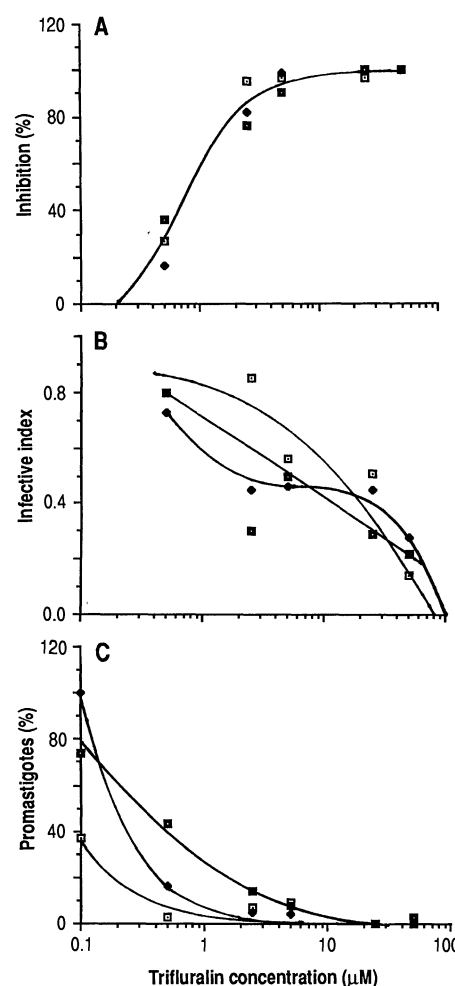 A
120
80
40
0
Inhibition (%)
B
0.8
0.4
0.0
Infective index
C
120
80
40
0
Promastigotes (%)
0.1 1 10 100
Trifluralin concentration (µM)